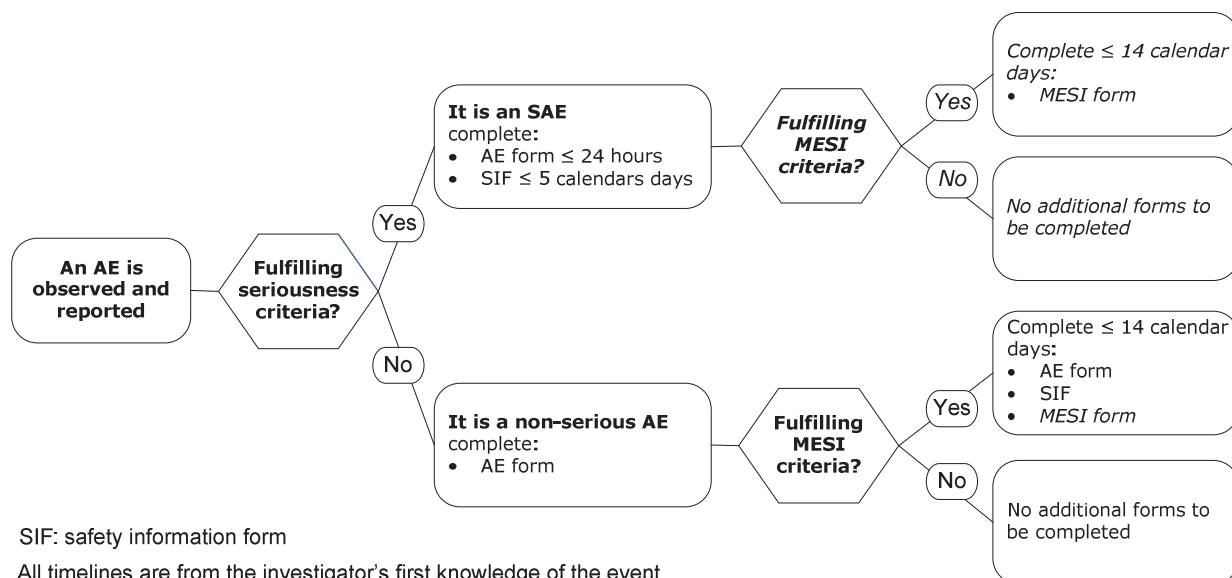 An AE is
observed and
reported
Fulfilling
seriousness
criteria?
Yes
It is an SAE
complete:
• AE form ≤ 24 hours
• SIF ≤ 5 calendars days
Fulfilling
MESI
criteria?
Yes
Complete ≤ 14 calendar
days:
• MESI form
No
No additional forms to
be completed
No
It is a non-serious AE
complete:
• AE form
Fulfilling
MESI
criteria?
Yes
Complete ≤ 14 calendar
days:
• AE form
• SIF
• MESI form
No
No additional forms to
be completed
SIF: safety information form
All timelines are from the investigator's first knowledge of the event